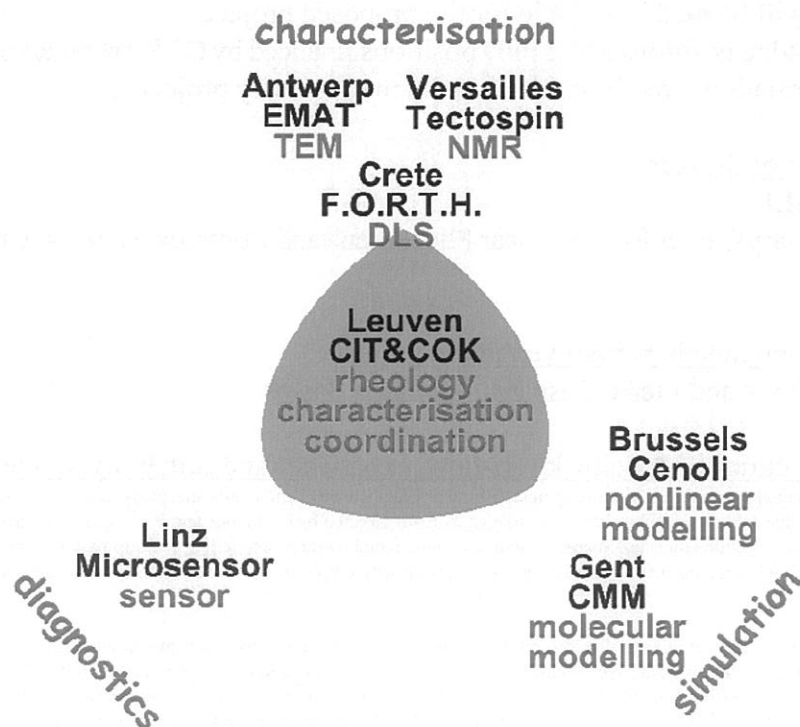 characterisation
Antwerp
EMAT
TEM
Versailles
Tectospin
NMR
Crete
F.O.R.T.H.
DLS
Leuven
CIT&COK
rheology
characterisation
coordination
Brussels
Cenoli
nonlinear
modelling
Linz
Microsensor
sensor
Gent
CMM
molecular
modelling
diagnostics
simulation